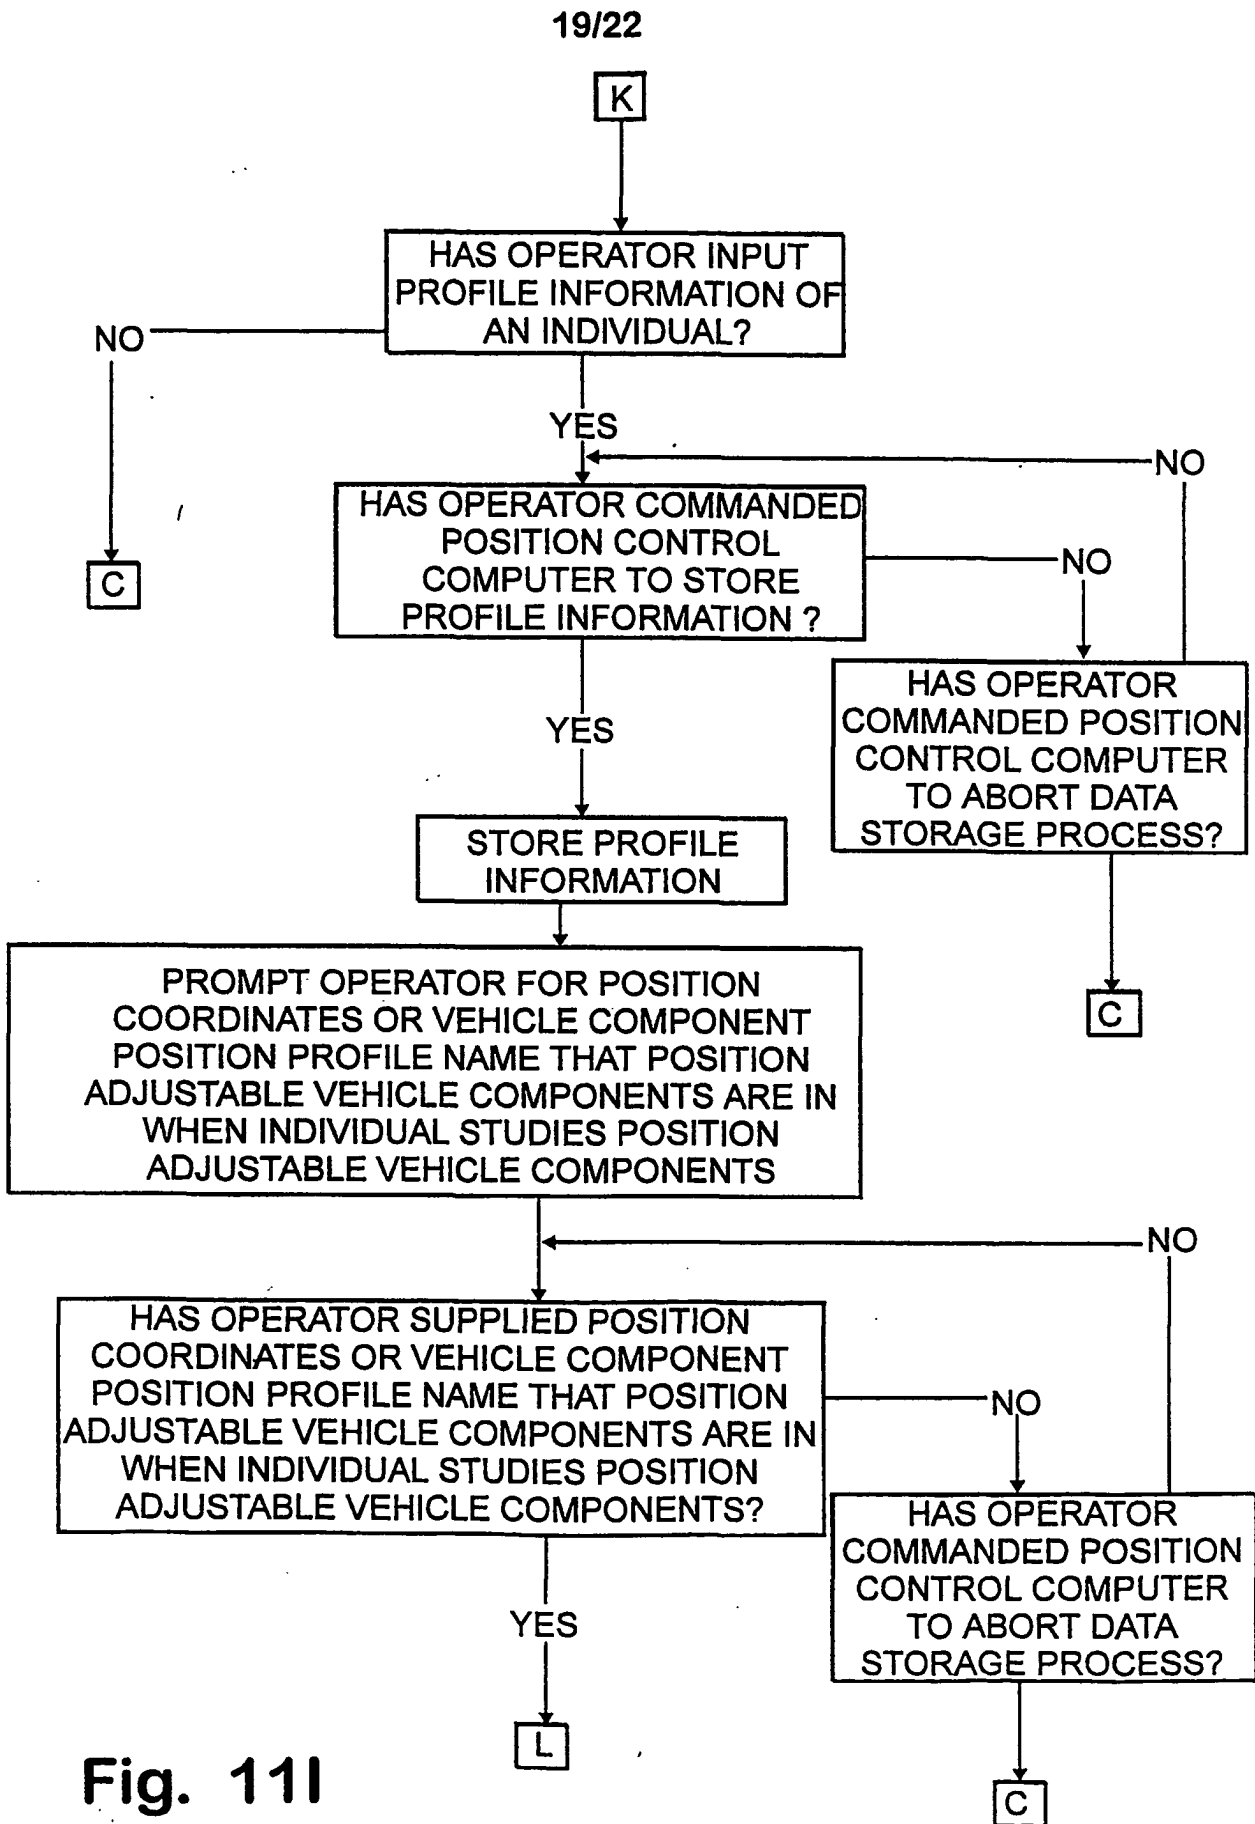 19/22
K
HAS OPERATOR INPUT
PROFILE INFORMATION OF
AN INDIVIDUAL?
NO
YES
NO
HAS OPERATOR COMMANDED
POSITION CONTROL
COMPUTER TO STORE
PROFILE INFORMATION ?
NO
C
HAS OPERATOR
COMMANDED POSITION
CONTROL COMPUTER
TO ABORT DATA
STORAGE PROCESS?
YES
STORE PROFILE
INFORMATION
C
PROMPT OPERATOR FOR POSITION
COORDINATES OR VEHICLE COMPONENT
POSITION PROFILE NAME THAT POSITION
ADJUSTABLE VEHICLE COMPONENTS ARE IN
WHEN INDIVIDUAL STUDIES POSITION
ADJUSTABLE VEHICLE COMPONENTS
NO
HAS OPERATOR SUPPLIED POSITION
COORDINATES OR VEHICLE COMPONENT
POSITION PROFILE NAME THAT POSITION
ADJUSTABLE VEHICLE COMPONENTS ARE IN
WHEN INDIVIDUAL STUDIES POSITION
ADJUSTABLE VEHICLE COMPONENTS?
NO
HAS OPERATOR
COMMANDED POSITION
CONTROL COMPUTER
TO ABORT DATA
STORAGE PROCESS?
YES
L
C
Fig. 11I